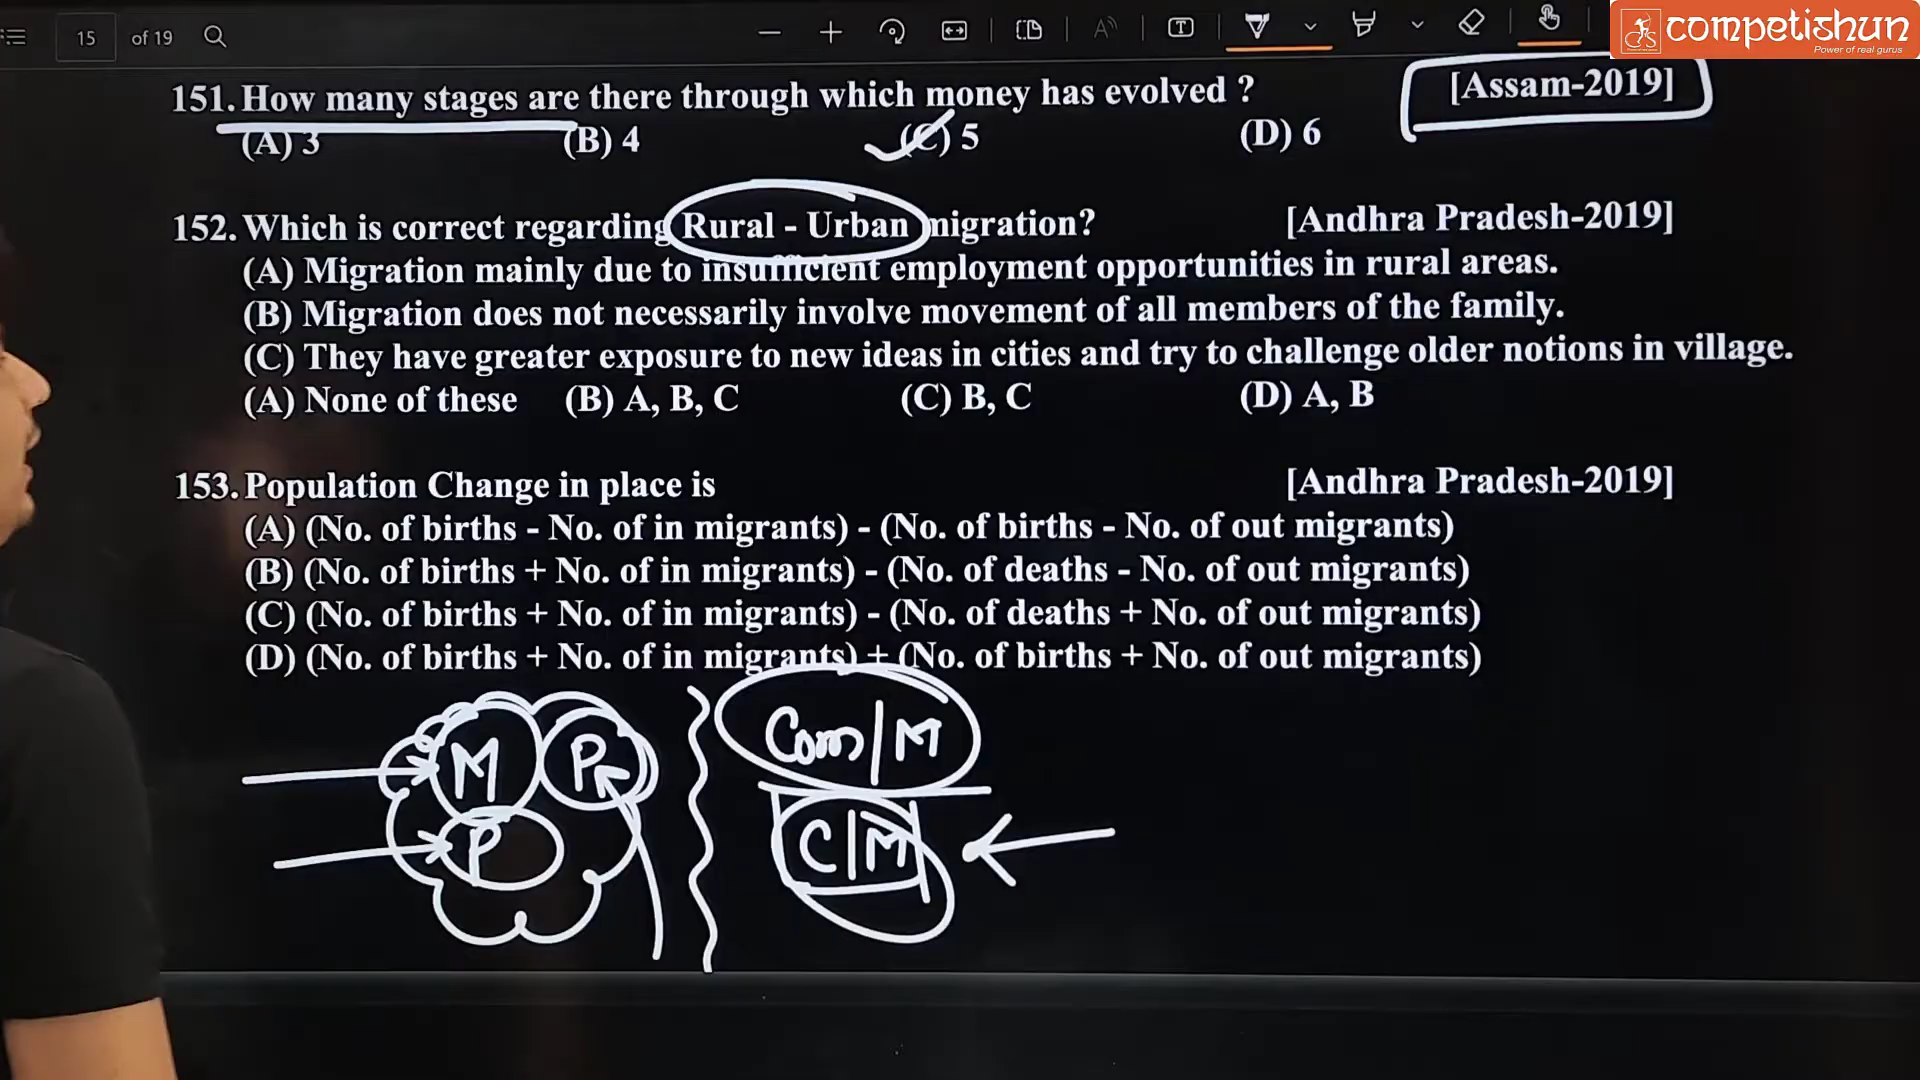 15 of 19
competishun
Power of real gurus
151. How many stages are there through which money has evolved ? [Assam-2019]
(A) 3 (B) 4 (C) 5 (D) 6
152. Which is correct regarding Rural - Urban migration? [Andhra Pradesh-2019]
(A) Migration mainly due to insufficient employment opportunities in rural areas.
(B) Migration does not necessarily involve movement of all members of the family.
(C) They have greater exposure to new ideas in cities and try to challenge older notions in village.
(A) None of these (B) A, B, C (C) B, C (D) A, B
153. Population Change in place is [Andhra Pradesh-2019]
(A) (No. of births - No. of in migrants) - (No. of births - No. of out migrants)
(B) (No. of births + No. of in migrants) - (No. of deaths - No. of out migrants)
(C) (No. of births + No. of in migrants) - (No. of deaths + No. of out migrants)
(D) (No. of births + No. of in migrants) + (No. of births + No. of out migrants)
M P Com | M
P C | M